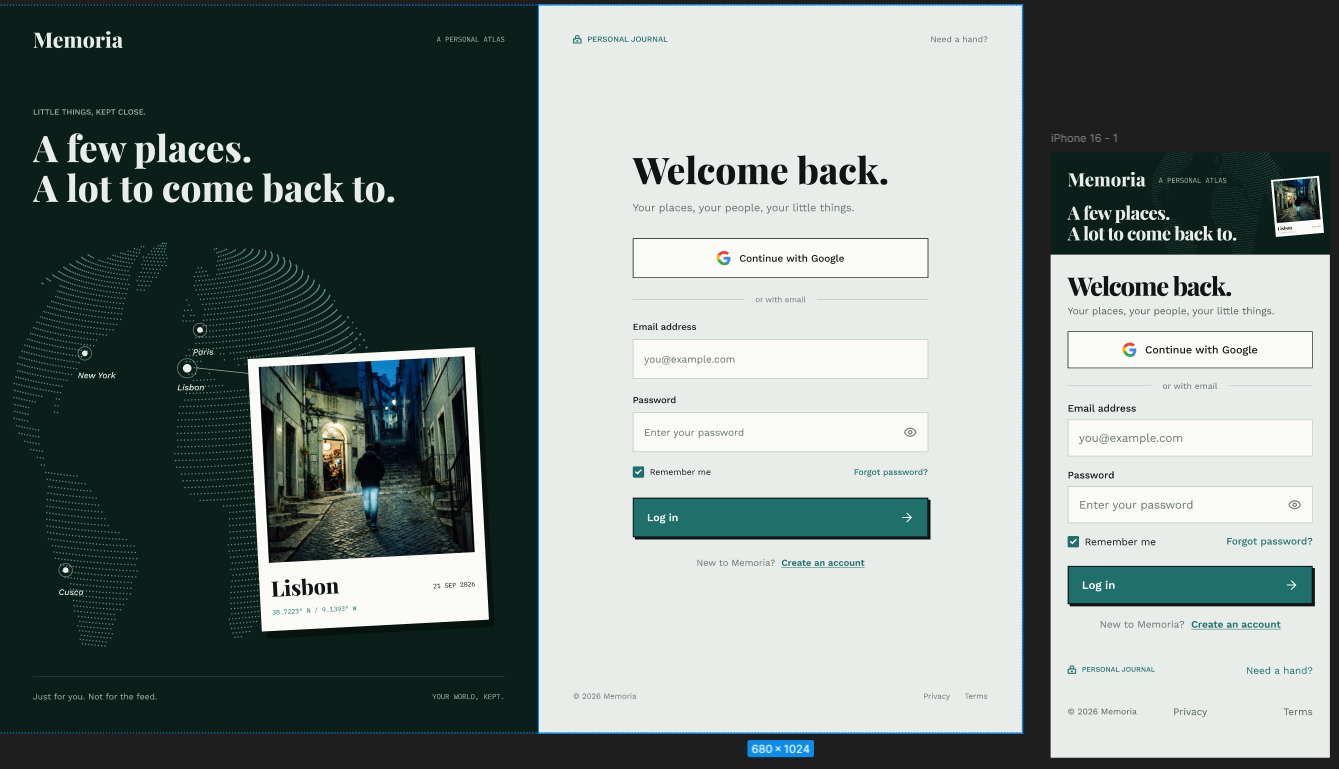 Memoria
A PERSONAL ATLAS
LITTLE THINGS, KEPT CLOSE.
A few places.
A lot to come back to.
Paris
New York
Lisbon
Cusco
Lisbon
21 SEP 2026
38.7223° N / 9.1393° W
Just for you. Not for the feed.
YOUR WORLD, KEPT.
PERSONAL JOURNAL
Need a hand?
Welcome back.
Your places, your people, your little things.
Continue with Google
or with email
Email address
you@example.com
Password
Enter your password
Remember me
Forgot password?
Log in
New to Memoria? Create an account
© 2026 Memoria
Privacy
Terms
680 × 1024
iPhone 16 - 1
Memoria
A PERSONAL ATLAS
A few places.
A lot to come back to.
Lisbon
Welcome back.
Your places, your people, your little things.
Continue with Google
or with email
Email address
you@example.com
Password
Enter your password
Remember me
Forgot password?
Log in
New to Memoria? Create an account
PERSONAL JOURNAL
Need a hand?
© 2026 Memoria
Privacy
Terms